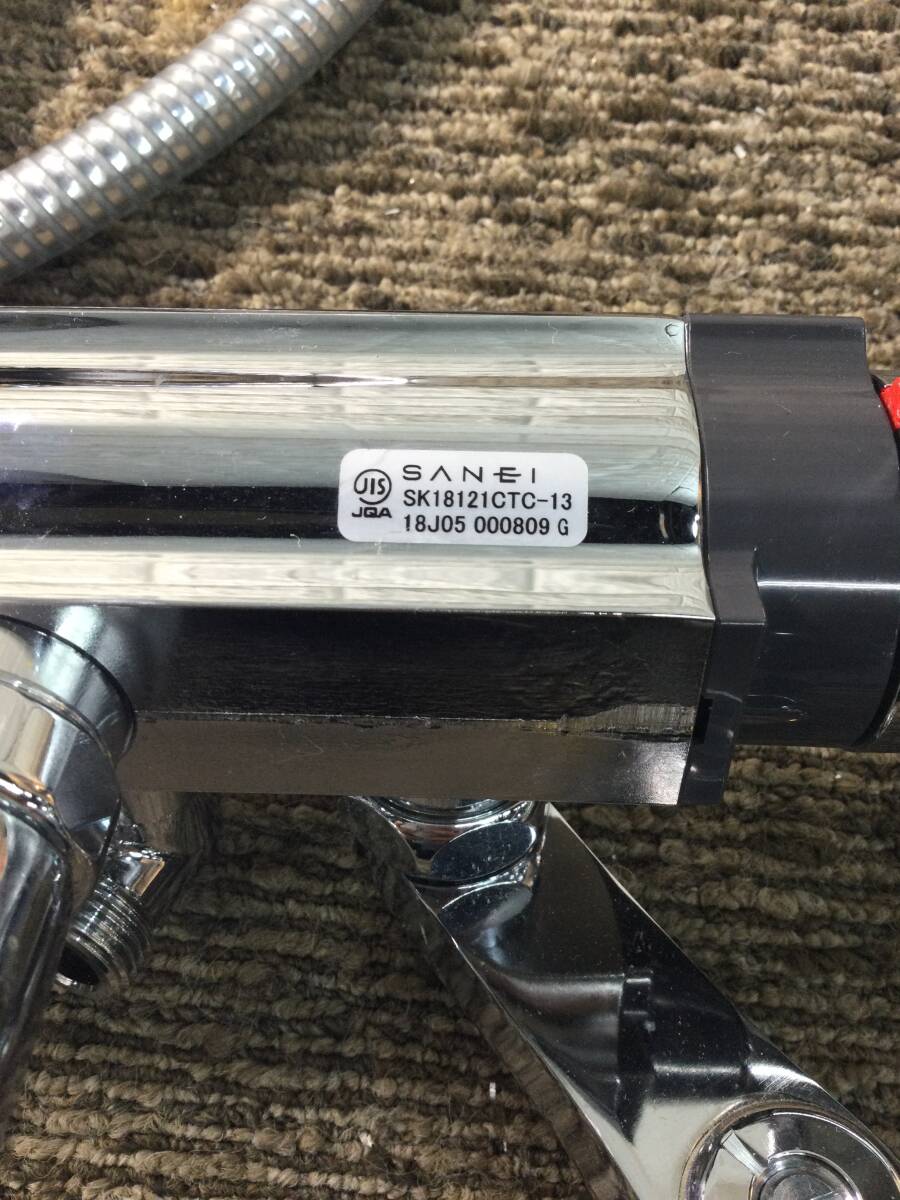 SANEI
JIS
SK18121CTC-13
JQA
18J05 000809 G